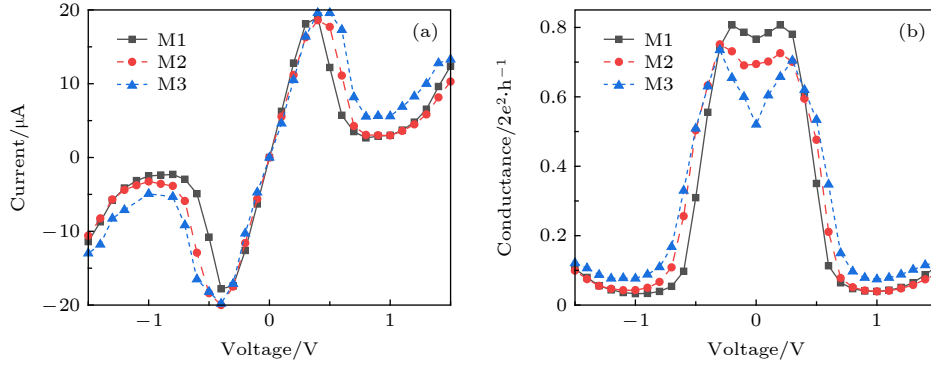 M1
M2
M3
(a)
20
10
0
−10
−20
Current/μA
−1
0
1
Voltage/V
M1
M2
M3
(b)
0.8
0.6
0.4
0.2
0
Conductance/2e²·h⁻¹
−1
0
1
Voltage/V